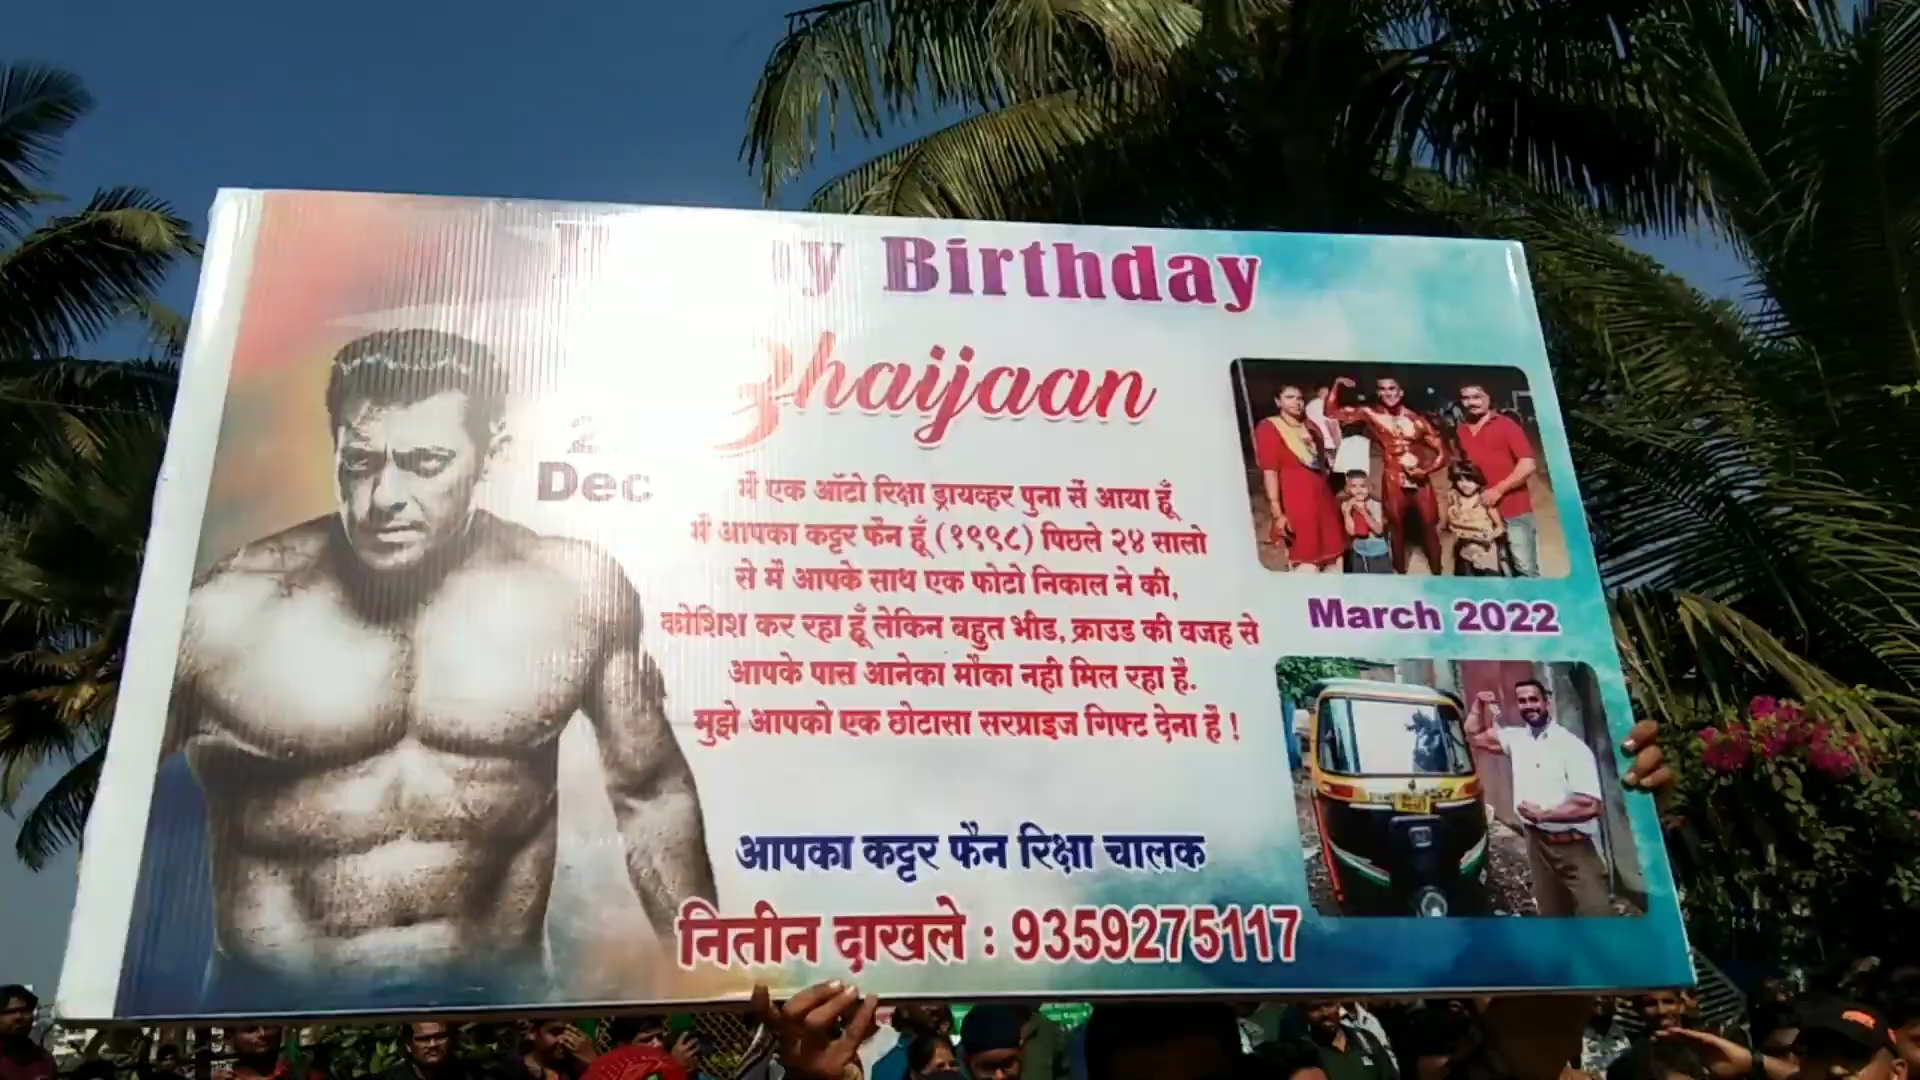 Birthday
Bhaijaan
Dec
मैं एक ऑटो रिक्षा ड्रायव्हर पुना सें आया हूँ
मैं आपका कट्टर फॅन हूँ (१९९८) पिछले २४ सालो
से मैं आपके साथ एक फोटो निकाल ने की,
कोशिश कर रहा हूँ लेकिन बहुत भीड, क्राउड की वजह से
आपके पास आनेका मौका नही मिल रहा है.
मुझे आपको एक छोटासा सरप्राइज गिफ्ट देना है !
March 2022
आपका कट्टर फॅन रिक्षा चालक
नितीन दाखले : 9359275117